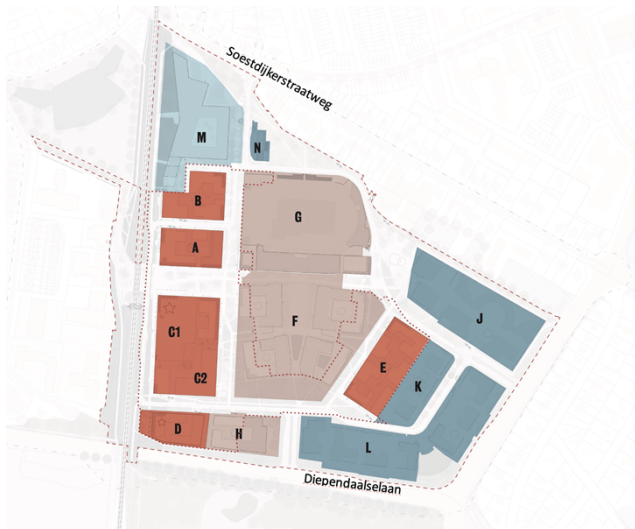 Soestdijkerstraatweg
M
N
B
G
A
F
J
C1
E
C2
K
D
H
L
Diependaalselaan